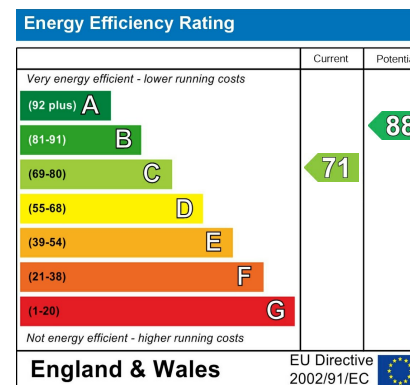 Energy Efficiency Rating
Current
Very energy efficient - lower running costs
(92 plus) A
(81-91) B
88
(69-80) C
71
(55-68) D
(39-54) E
(21-38) F
(1-20) G
Not energy efficient - higher running costs
England & Wales
EU Directive
2002/91/EC